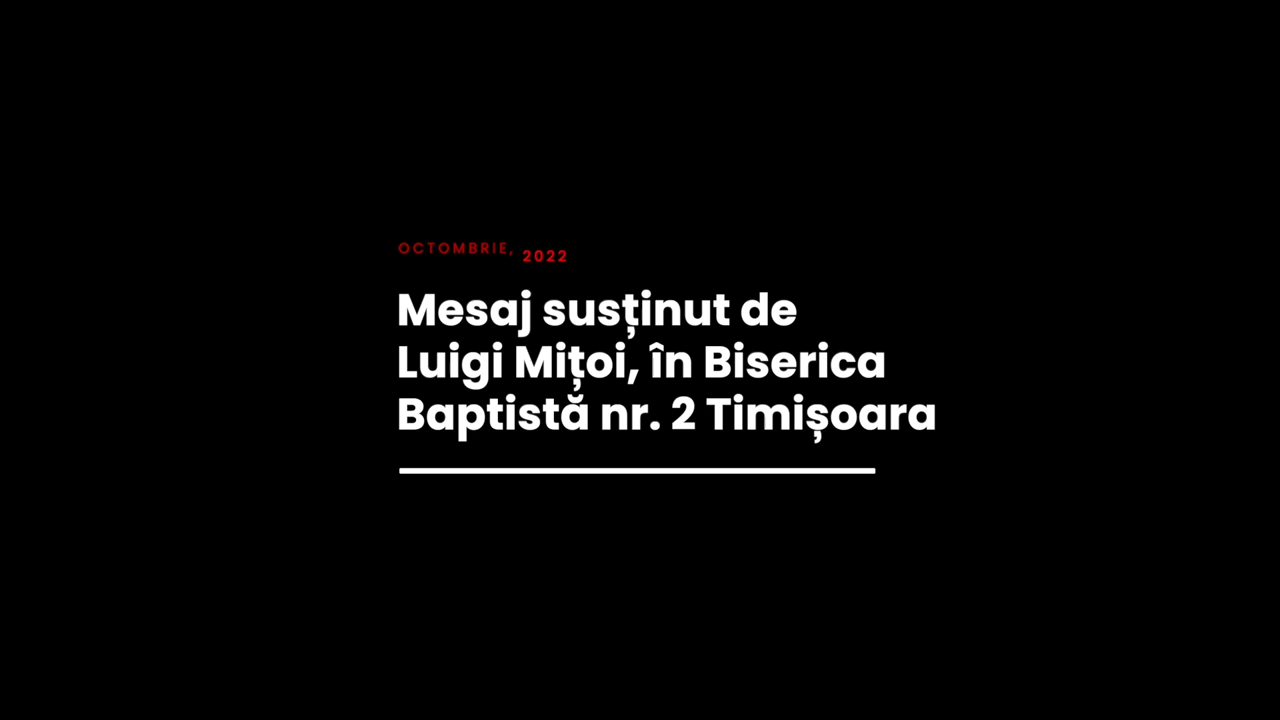 OCTOMBRIE, 2022
Mesaj susținut de
Luigi Mițoi, în Biserica
Baptistă nr. 2 Timișoara